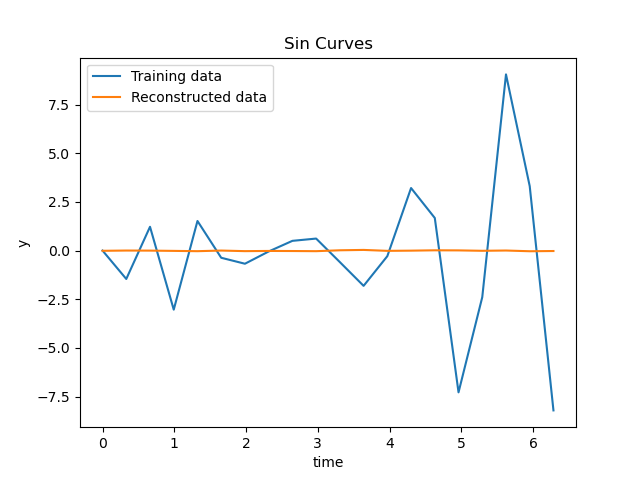 Sin Curves
Training data
Reconstructed data
7.5
5.0
2.5
0.0
−2.5
−5.0
−7.5
y
0 1 2 3 4 5 6
time